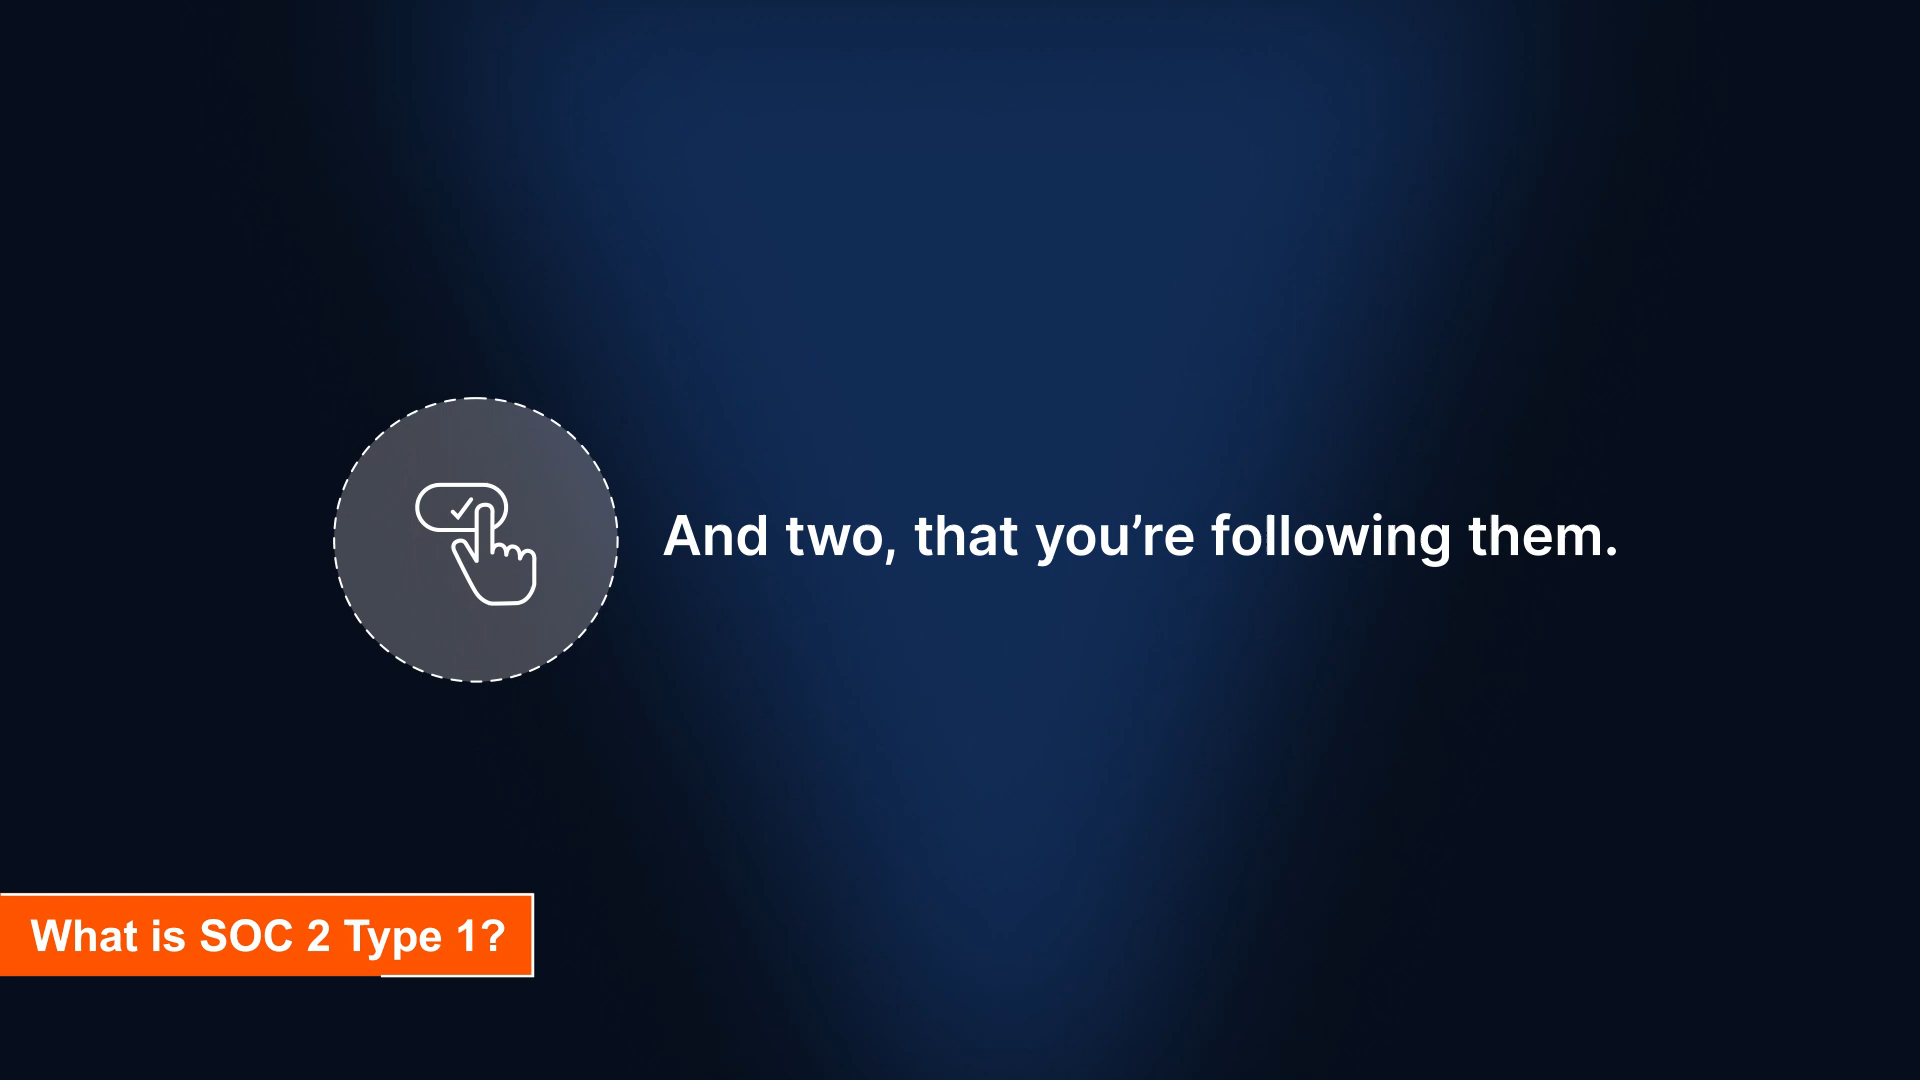 And two, that you’re following them.
What is SOC 2 Type 1?